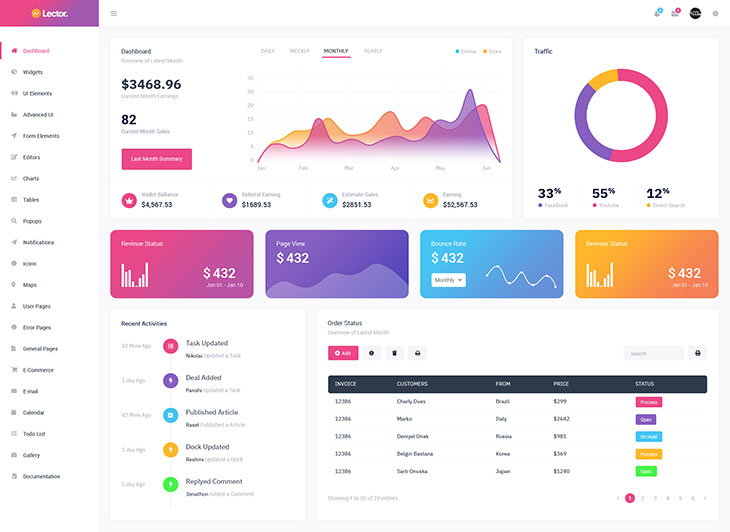 Lector.
Dashboard
Widgets
UI Elements
Advanced UI
Form Elements
Editors
Charts
Tables
Popups
Notifications
Icons
Maps
User Pages
Error Pages
General Pages
E-Commerce
E-mail
Calendar
Todo List
Gallery
Documentation
Dashboard
Overview of Latest Month
DAILY WEEKLY MONTHLY YEARLY
Online Store
$3468.96
Current Month Earnings
82
Current Month Sales
Last Month Summary
30
25
20
15
10
5
0
Jan Feb Mar Apr May Jun
Wallet Ballance
$4,567.53
Referral Earning
$1689.53
Estimate Sales
$2851.53
Earning
$52,567.53
Traffic
33% 55% 12%
Facebook Youtube Direct Search
Revinue Status
$ 432
Jan 01 - Jan 10
Page View
$ 432
Bounce Rate
$ 432
Monthly
Revinue Status
$ 432
Jan 01 - Jan 10
Recent Activities
42 Mins Ago
Task Updated
Nikolai Updated a Task
1 day Ago
Deal Added
Panshi Updated a Task
42 Mins Ago
Published Article
Rasel Published a Article
1 day Ago
Dock Updated
Reshmi Updated a Dock
1 day Ago
Replyed Comment
Jenathon Added a Comment
Order Status
Overview of Latest Month
Add
Search
INVOICE CUSTOMERS FROM PRICE STATUS
12386 Charly Dues Brazil $299 Process
12386 Marko Italy $2642 Open
12386 Deniyel Onak Russia $981 On Hold
12386 Belgiri Bastana Korea $369 Process
12386 Sarti Onuska Japan $1240 Open
Showing 1 to 20 of 20 entries
1 2 3 4 5 6